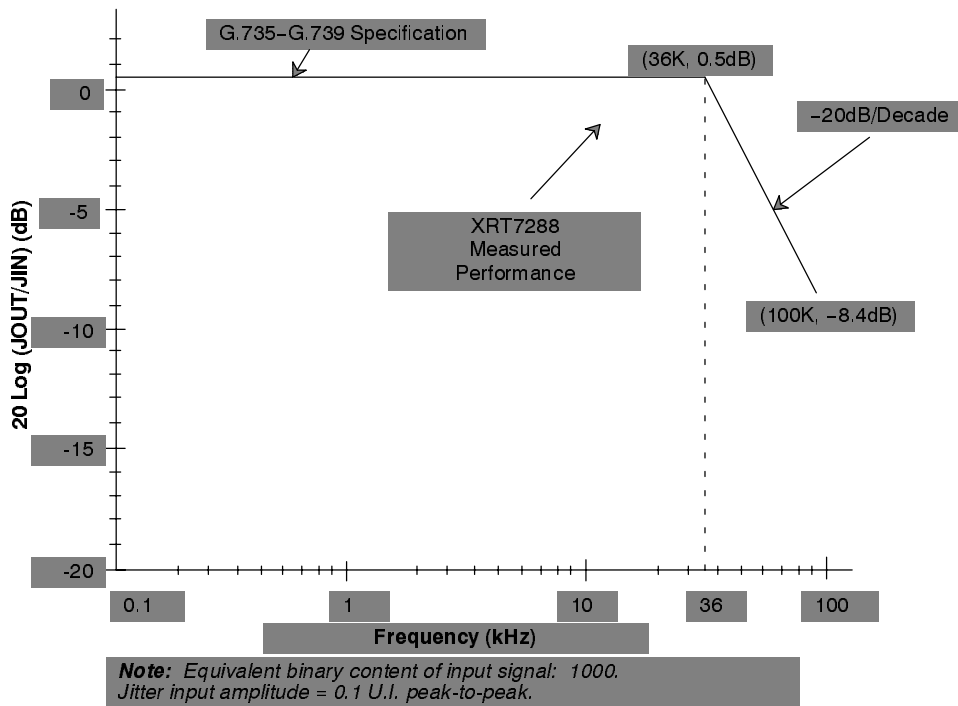 G.735−G.739 Specification
(36K, 0.5dB)
0
−20dB/Decade
-5
XRT7288
Measured
Performance
20 Log (JOUT/JIN) (dB)
(100K, −8.4dB)
-10
-15
-20
0.1 1 10 36 100
Frequency (kHz)
Note: Equivalent binary content of input signal: 1000.
Jitter input amplitude = 0.1 U.I. peak-to-peak.